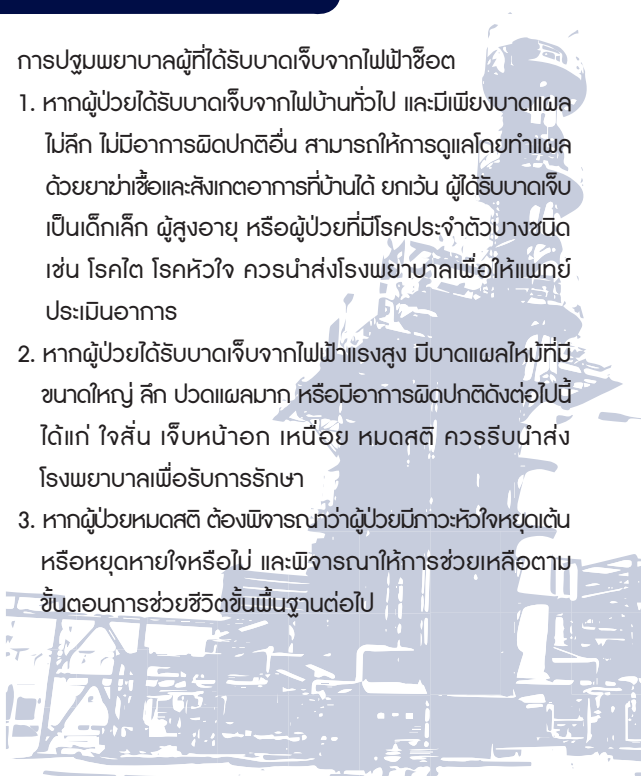 การปฐมพยาบาลผู้ที่ได้รับบาดเจ็บจากไฟฟ้าช็อต
1. หากผู้ป่วยได้รับบาดเจ็บจากไฟบ้านทั่วไป และมีเพียงบาดแผล
ไม่ลึก ไม่มีอาการผิดปกติอื่น สามารถให้การดูแลโดยทำแผล
ด้วยยาฆ่าเชื้อและสังเกตอาการที่บ้านได้ ยกเว้น ผู้ได้รับบาดเจ็บ
เป็นเด็กเล็ก ผู้สูงอายุ หรือผู้ป่วยที่มีโรคประจำตัวบางชนิด
เช่น โรคไต โรคหัวใจ ควรนำส่งโรงพยาบาลเพื่อให้แพทย์
ประเมินอาการ
2. หากผู้ป่วยได้รับบาดเจ็บจากไฟฟ้าแรงสูง มีบาดแผลไหม้ที่มี
ขนาดใหญ่ ลึก ปวดแผลมาก หรือมีอาการผิดปกติดังต่อไปนี้
ได้แก่ ใจสั่น เจ็บหน้าอก เหนื่อย หมดสติ ควรรีบนำส่ง
โรงพยาบาลเพื่อรับการรักษา
3. หากผู้ป่วยหมดสติ ต้องพิจารณาว่าผู้ป่วยมีภาวะหัวใจหยุดเต้น
หรือหยุดหายใจหรือไม่ และพิจารณาให้การช่วยเหลือตาม
ขั้นตอนการช่วยชีวิตขั้นพื้นฐานต่อไป